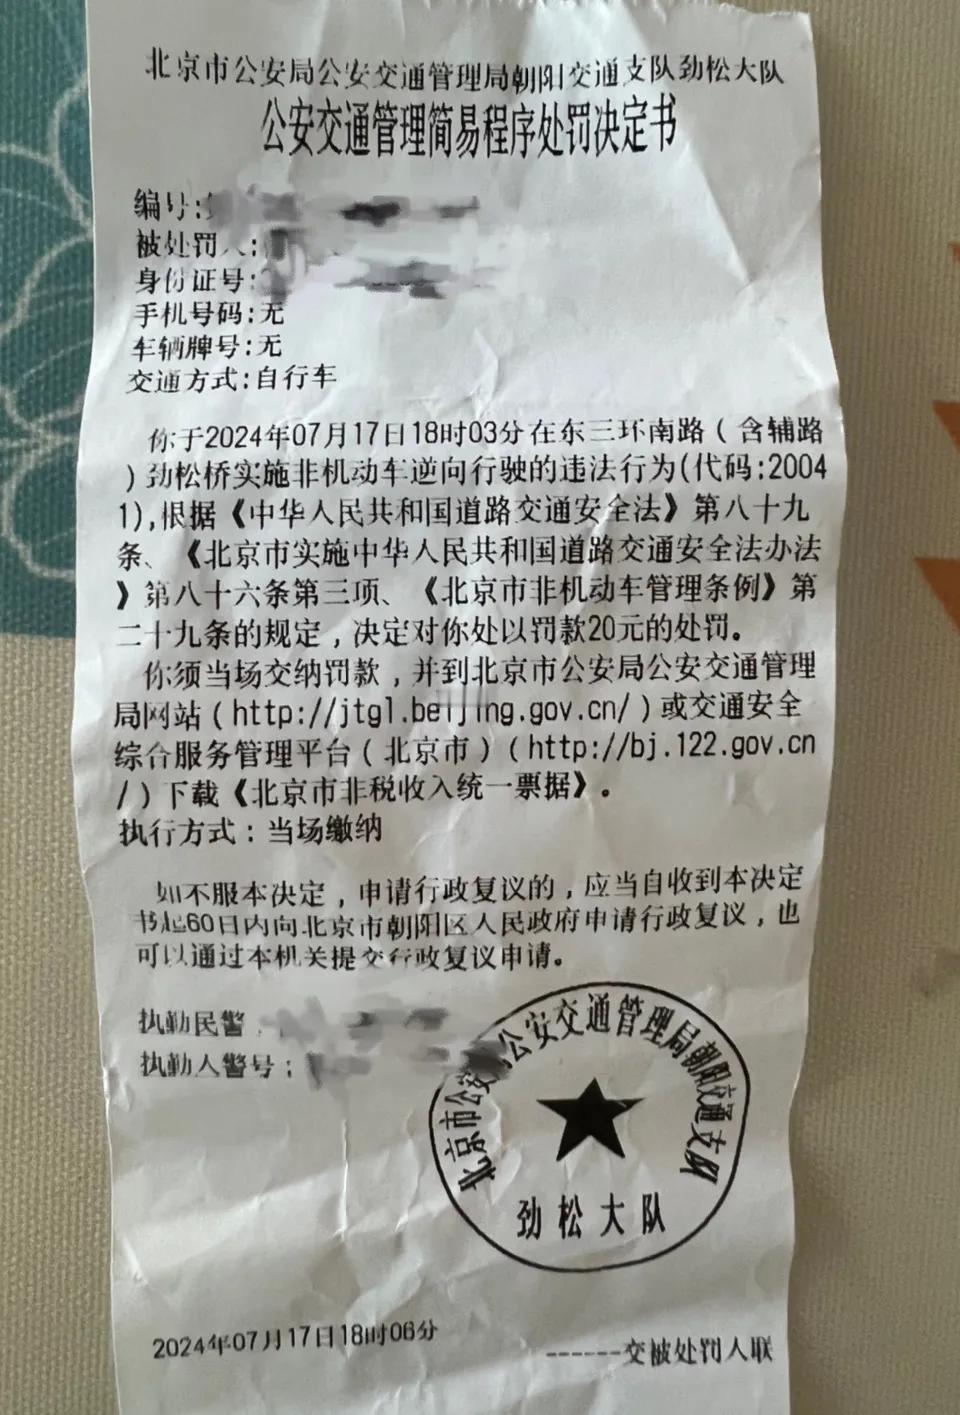 北京市公安局公安交通管理局朝阳交通支队劲松大队
公安交通管理简易程序处罚决定书
编号:
被处罚人:
身份证号:
手机号码:无
车辆牌号:无
交通方式:自行车
你于2024年07月17日18时03分在东三环南路（含辅路
）劲松桥实施非机动车逆向行驶的违法行为(代码:2004
1),根据《中华人民共和国道路交通安全法》第八十九
条、《北京市实施中华人民共和国道路交通安全法办法
》第八十六条第三项、《北京市非机动车管理条例》第
二十九条的规定，决定对你处以罚款20元的处罚。
你须当场交纳罚款，并到北京市公安局公安交通管理
局网站（http://jtgl.beijing.gov.cn/）或交通安全
综合服务管理平台（北京市）（http://bj.122.gov.cn
/）下载《北京市非税收入统一票据》。
执行方式：当场缴纳
如不服本决定，申请行政复议的，应当自收到本决定
书起60日内向北京市朝阳区人民政府申请行政复议，也
可以通过本机关提交行政复议申请。
执勤民警
执勤人警号：
北京市公安局公安交通管理局朝阳交通支队
劲松大队
2024年07月17日18时06分
------交被处罚人联